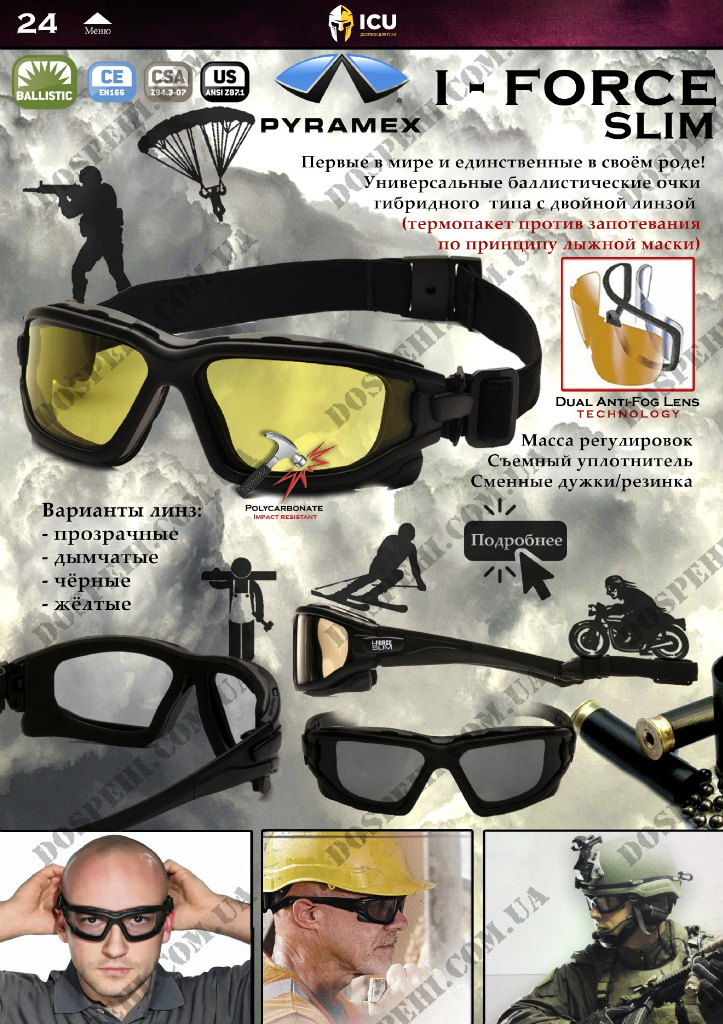 24
Меню
ICU
ДОСПЕХИ ДЛЯ ГЛАЗ
BALLISTIC
CE
EN166
CSA
Z94.3-07
US
ANSI Z87.1
PYRAMEX
I - FORCE
SLIM
Первые в мире и единственные в своём роде!
Универсальные баллистические очки
гибридного типа с двойной линзой
(термопакет против запотевания
по принципу лыжной маски)
DUAL ANTI-FOG LENS
TECHNOLOGY
Масса регулировок
Съемный уплотнитель
Сменные дужки/резинка
POLYCARBONATE
IMPACT RESISTANT
Варианты линз:
- прозрачные
- дымчатые
- чёрные
- жёлтые
Подробнее
I-FORCE
SLIM
DOSPEHI.COM.UA